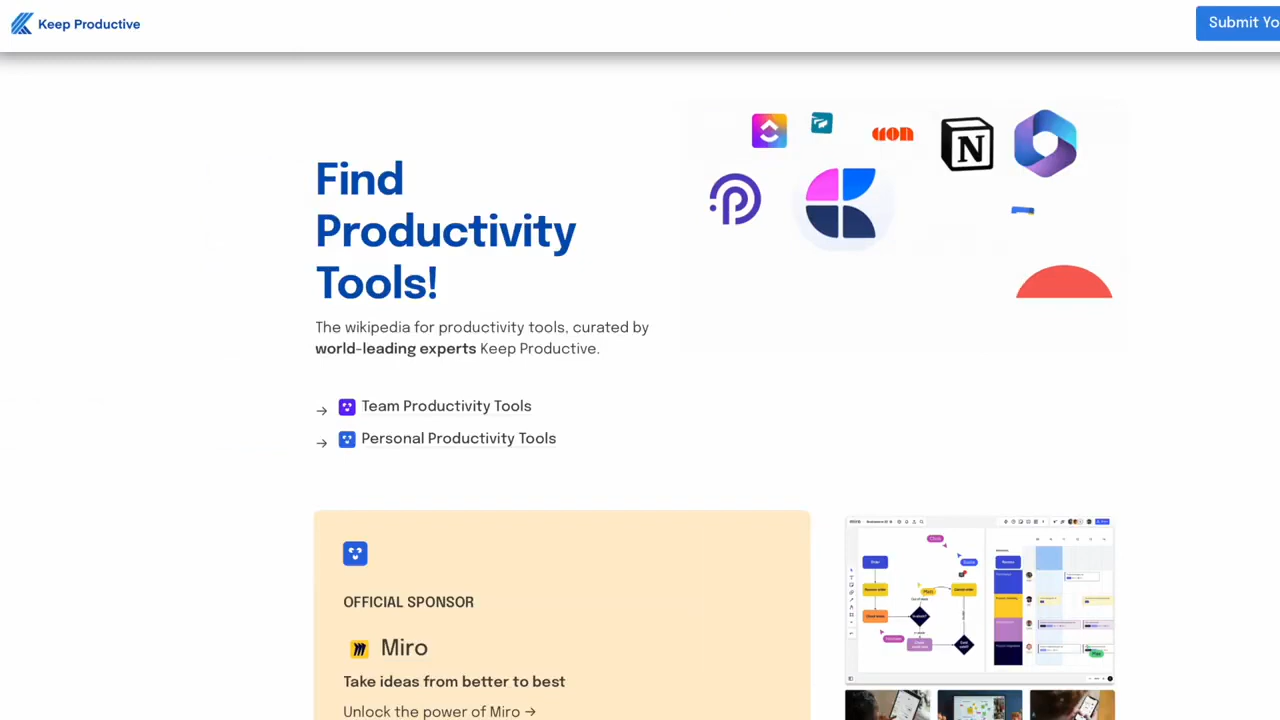 Keep Productive
Submit Yo
Find
Productivity
Tools!
The wikipedia for productivity tools, curated by
world-leading experts Keep Productive.
→ Team Productivity Tools
→ Personal Productivity Tools
OFFICIAL SPONSOR
Miro
Take ideas from better to best
Unlock the power of Miro →